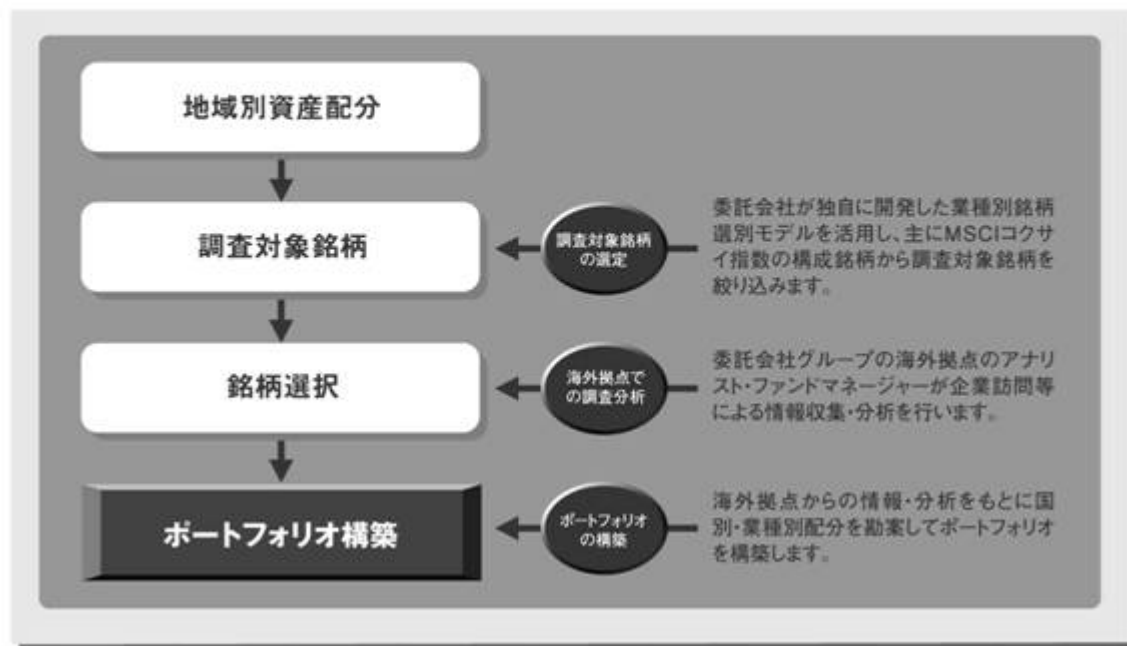 地域別資産配分
調査対象銘柄
調査対象銘柄
の選定
委託会社が独自に開発した業種別銘柄
選別モデルを活用し、主にMSCIコクサ
イ指数の構成銘柄から調査対象銘柄を
絞り込みます。
銘柄選択
海外拠点で
の調査分析
委託会社グループの海外拠点のアナリ
スト・ファンドマネージャーが企業訪問等
による情報収集・分析を行います。
ポートフォリオ構築
ポートフォリオ
の構築
海外拠点からの情報・分析をもとに国
別・業種別配分を勘案してポートフォリオ
を構築します。